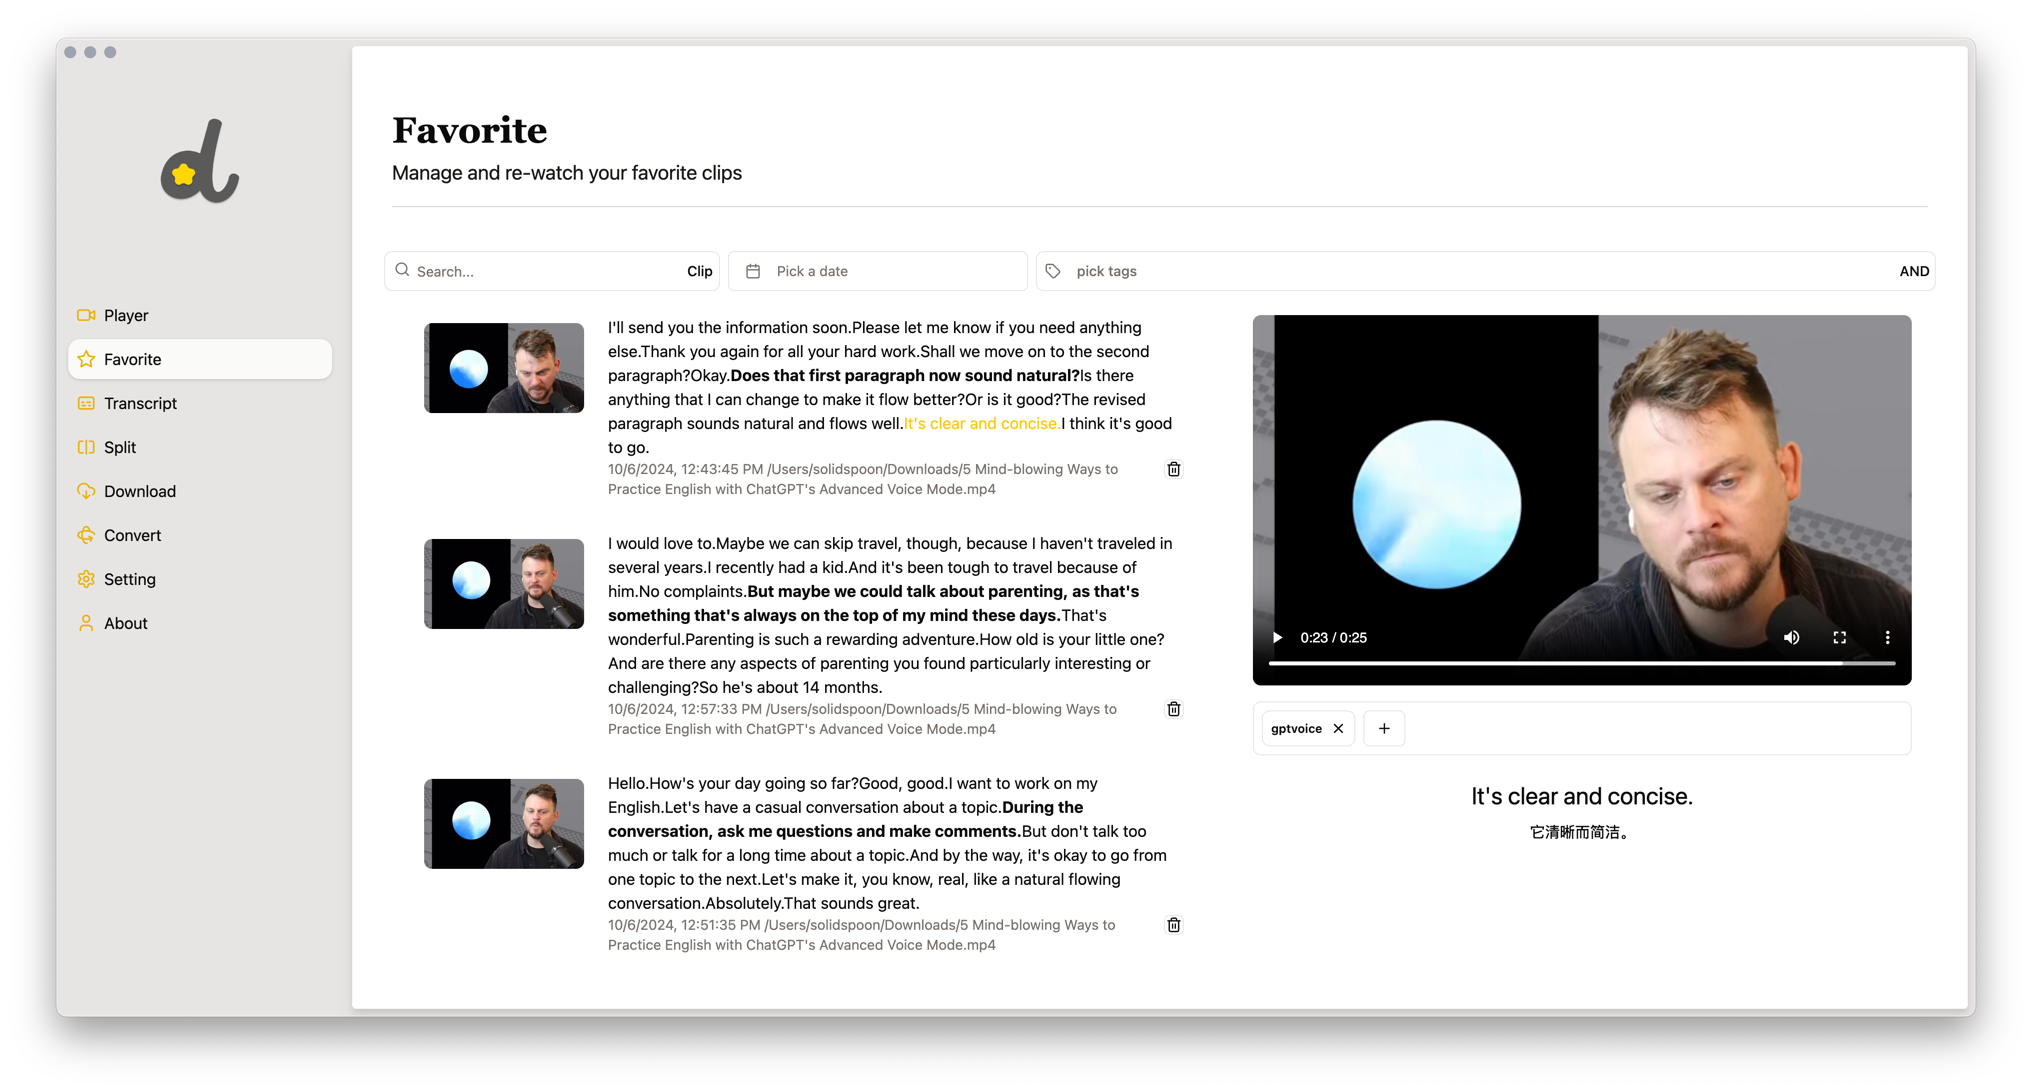 Player
Favorite
Transcript
Split
Download
Convert
Setting
About
Favorite
Manage and re-watch your favorite clips
Search...
Clip
Pick a date
pick tags
AND
I'll send you the information soon.Please let me know if you need anything
else.Thank you again for all your hard work.Shall we move on to the second
paragraph?Okay.Does that first paragraph now sound natural?Is there
anything that I can change to make it flow better?Or is it good?The revised
paragraph sounds natural and flows well.It's clear and concise.I think it's good
to go.
10/6/2024, 12:43:45 PM /Users/solidspoon/Downloads/5 Mind-blowing Ways to
Practice English with ChatGPT's Advanced Voice Mode.mp4
I would love to.Maybe we can skip travel, though, because I haven't traveled in
several years.I recently had a kid.And it's been tough to travel because of
him.No complaints.But maybe we could talk about parenting, as that's
something that's always on the top of my mind these days.That's
wonderful.Parenting is such a rewarding adventure.How old is your little one?
And are there any aspects of parenting you found particularly interesting or
challenging?So he's about 14 months.
10/6/2024, 12:57:33 PM /Users/solidspoon/Downloads/5 Mind-blowing Ways to
Practice English with ChatGPT's Advanced Voice Mode.mp4
Hello.How's your day going so far?Good, good.I want to work on my
English.Let's have a casual conversation about a topic.During the
conversation, ask me questions and make comments.But don't talk too
much or talk for a long time about a topic.And by the way, it's okay to go from
one topic to the next.Let's make it, you know, real, like a natural flowing
conversation.Absolutely.That sounds great.
10/6/2024, 12:51:35 PM /Users/solidspoon/Downloads/5 Mind-blowing Ways to
Practice English with ChatGPT's Advanced Voice Mode.mp4
0:23 / 0:25
gptvoice
It's clear and concise.
它清晰而简洁。